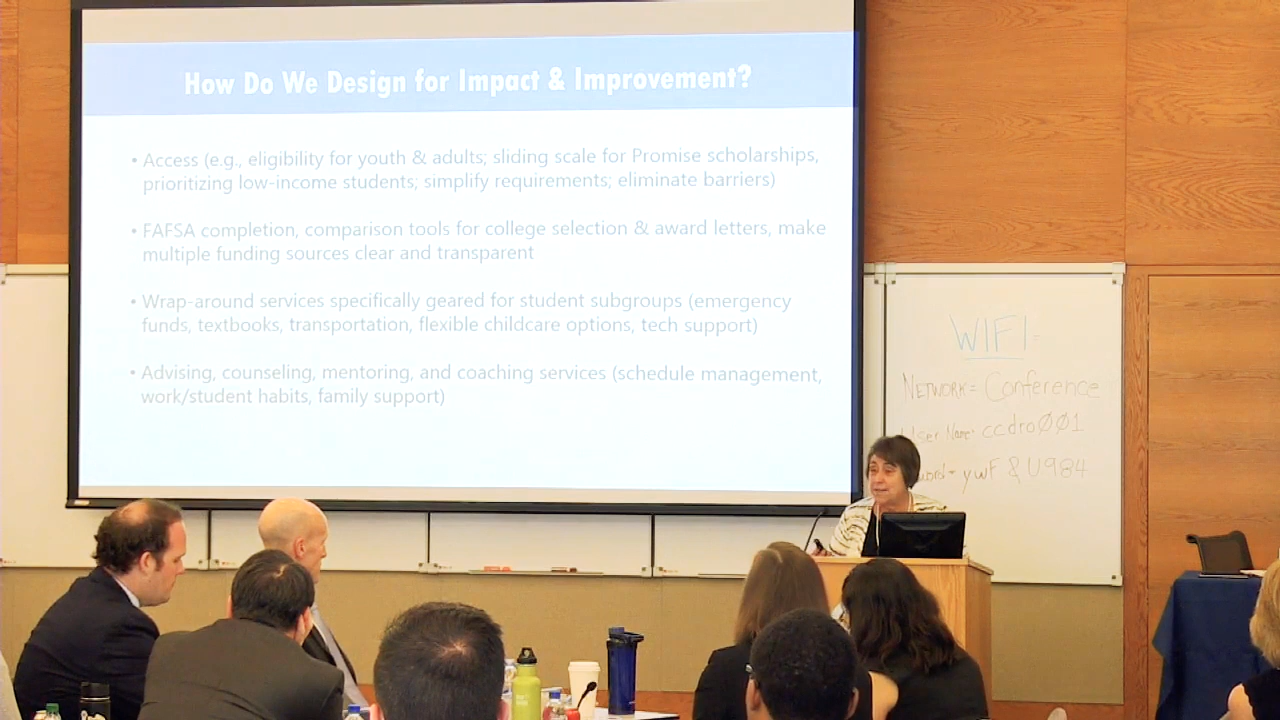 How Do We Design for Impact & Improvement?
• Access (e.g., eligibility for youth & adults; sliding scale for Promise scholarships,
prioritizing low-income students; simplify requirements; eliminate barriers)
• FAFSA completion, comparison tools for college selection & award letters, make
multiple funding sources clear and transparent
• Wrap-around services specifically geared for student subgroups (emergency
funds, textbooks, transportation, flexible childcare options, tech support)
• Advising, counseling, mentoring, and coaching services (schedule management,
work/student habits, family support)
WIFI-
NETWORK= Conference
User Name- ccdro001
ywF & U984